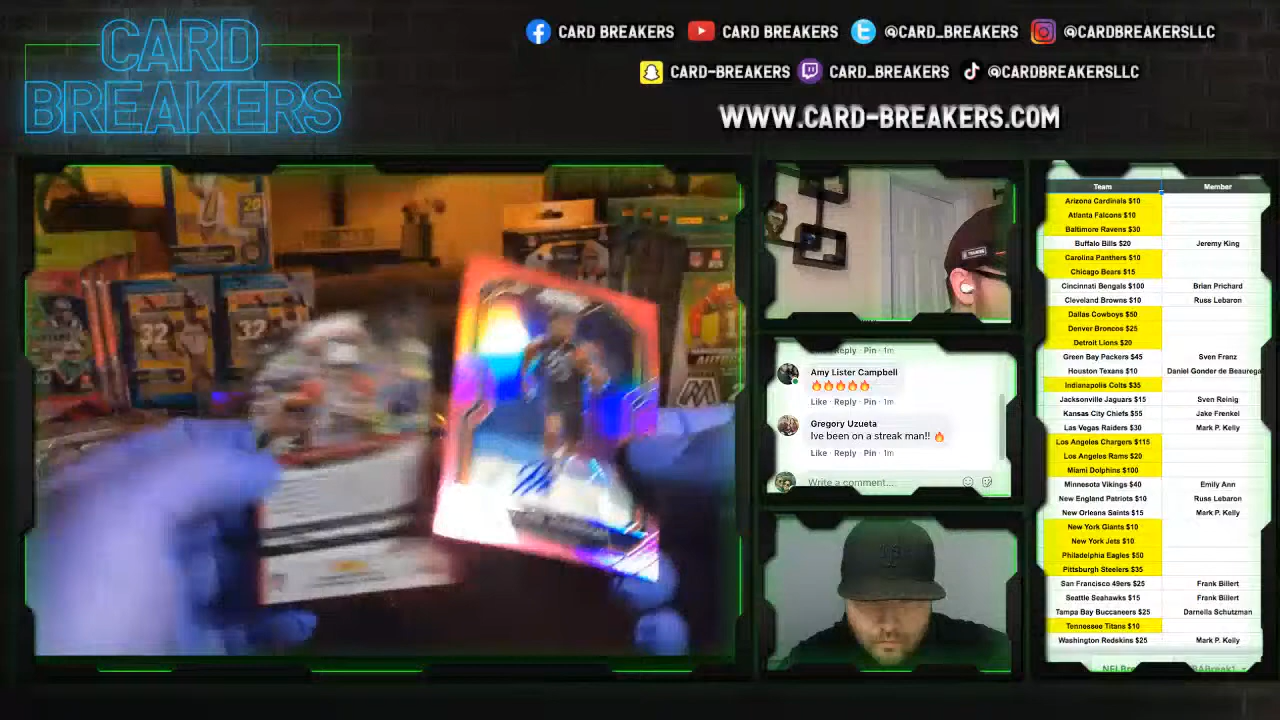 CARD
BREAKERS
CARD BREAKERS
CARD BREAKERS
@CARD_BREAKERS
@CARDBREAKERSLLC
CARD-BREAKERS
CARD_BREAKERS
@CARDBREAKERSLLC
WWW.CARD-BREAKERS.COM
20
32
32
Reply · Pin · 1m
Amy Lister Campbell
🔥🔥🔥🔥🔥
Like · Reply · Pin · 1m
Gregory Uzueta
Ive been on a streak man!! 🔥
Like · Reply · Pin · 1m
Write a comment...
Team Member
Arizona Cardinals $10
Atlanta Falcons $10
Baltimore Ravens $30
Buffalo Bills $20 Jeremy King
Carolina Panthers $10
Chicago Bears $15
Cincinnati Bengals $100 Brian Prichard
Cleveland Browns $10 Russ Lebaron
Dallas Cowboys $50
Denver Broncos $25
Detroit Lions $20
Green Bay Packers $45 Sven Franz
Houston Texans $10 Daniel Gonder de Beaurega
Indianapolis Colts $35
Jacksonville Jaguars $15 Sven Reinig
Kansas City Chiefs $55 Jake Frenkel
Las Vegas Raiders $30 Mark P. Kelly
Los Angeles Chargers $115
Los Angeles Rams $20
Miami Dolphins $100
Minnesota Vikings $40 Emily Ann
New England Patriots $10 Russ Lebaron
New Orleans Saints $15 Mark P. Kelly
New York Giants $10
New York Jets $10
Philadelphia Eagles $50
Pittsburgh Steelers $35
San Francisco 49ers $25 Frank Billert
Seattle Seahawks $15 Frank Billert
Tampa Bay Buccaneers $25 Darnella Schutzman
Tennessee Titans $10
Washington Redskins $25 Mark P. Kelly